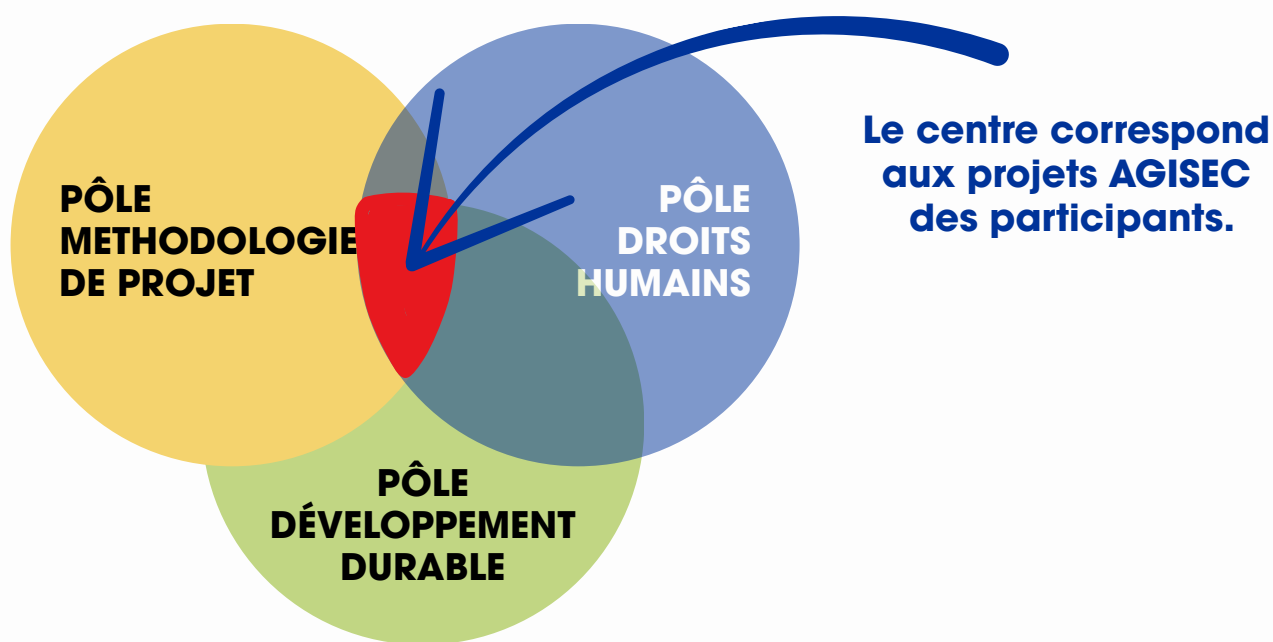 PÔLE
METHODOLOGIE
DE PROJET
PÔLE
DROITS
HUMAINS
Le centre correspond
aux projets AGISEC
des participants.
PÔLE
DÉVELOPPEMENT
DURABLE